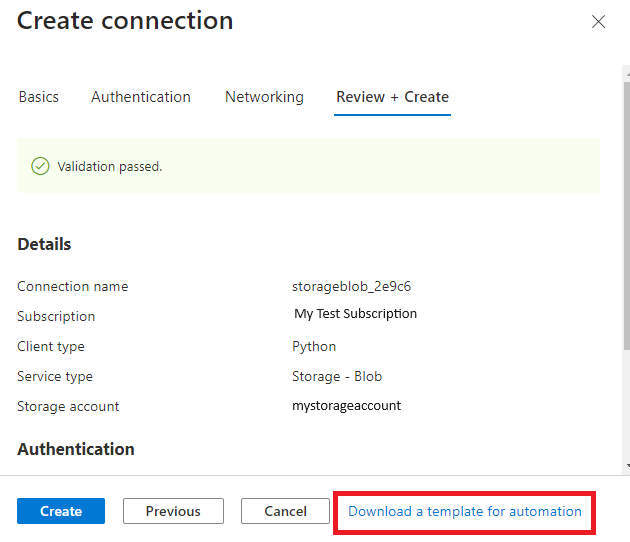 Create connection
Basics Authentication Networking Review + Create
Validation passed.
Details
Connection name storageblob_2e9c6
Subscription My Test Subscription
Client type Python
Service type Storage - Blob
Storage account mystorageaccount
Authentication
Create Previous Cancel Download a template for automation